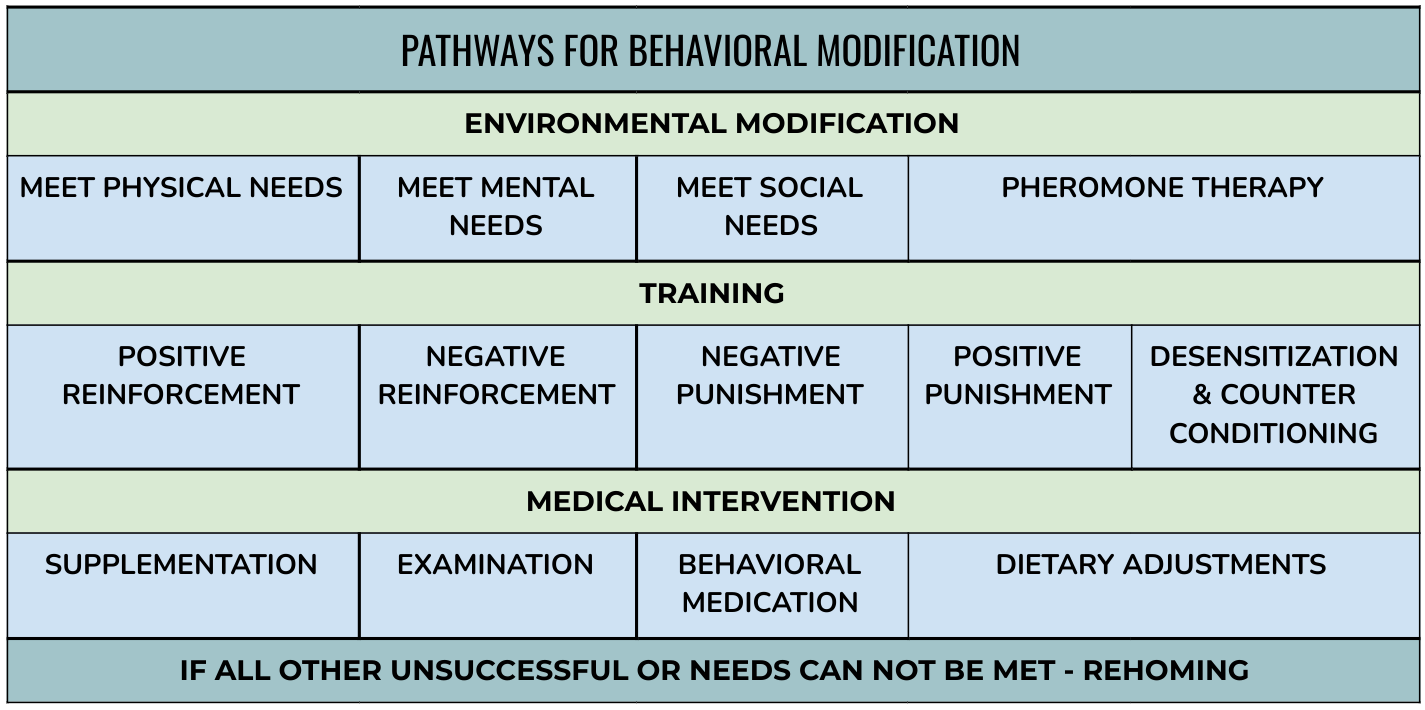 PATHWAYS FOR BEHAVIORAL MODIFICATION
ENVIRONMENTAL MODIFICATION
MEET PHYSICAL NEEDS
MEET MENTAL
NEEDS
MEET SOCIAL
NEEDS
PHEROMONE THERAPY
TRAINING
POSITIVE
REINFORCEMENT
NEGATIVE
REINFORCEMENT
NEGATIVE
PUNISHMENT
POSITIVE
PUNISHMENT
DESENSITIZATION
& COUNTER
CONDITIONING
MEDICAL INTERVENTION
SUPPLEMENTATION
EXAMINATION
BEHAVIORAL
MEDICATION
DIETARY ADJUSTMENTS
IF ALL OTHER UNSUCCESSFUL OR NEEDS CAN NOT BE MET - REHOMING